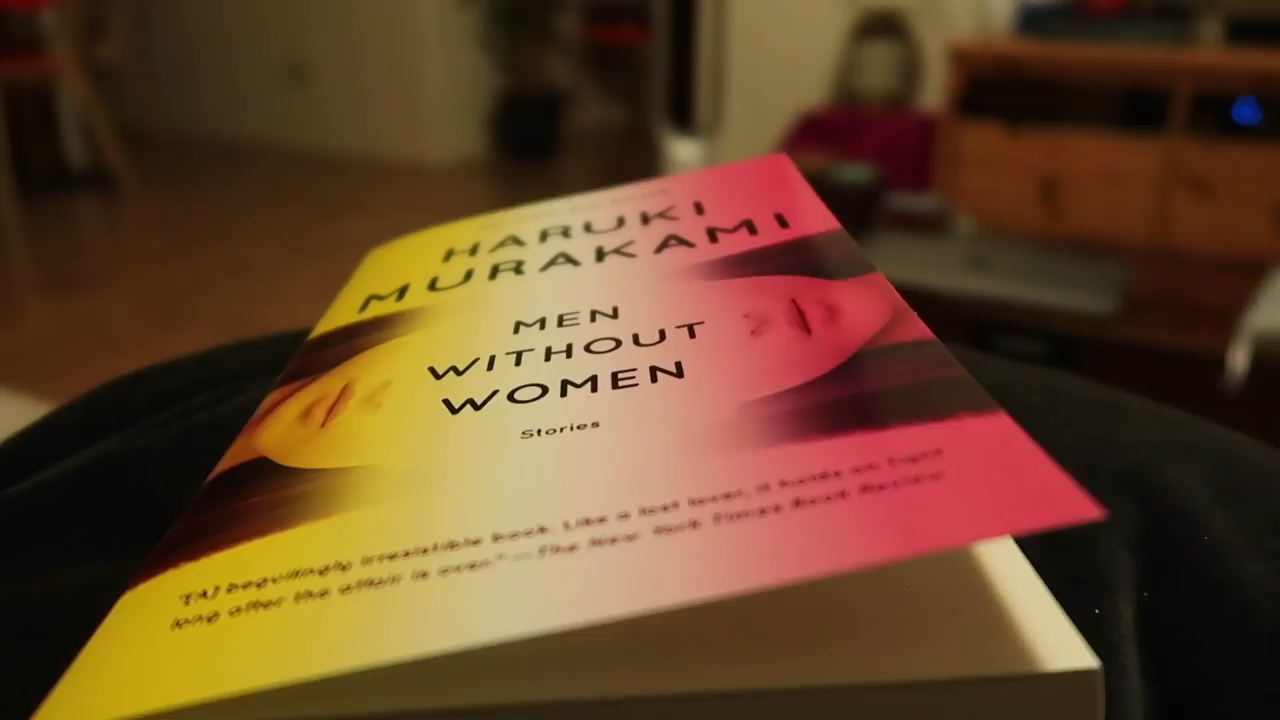 HARUKI
MURAKAMI
MEN
WITHOUT
WOMEN
Stories
"[A] beguilingly irresistible book. Like a lost lover, it holds on tight
long after the affair is over." —The New York Times Book Review